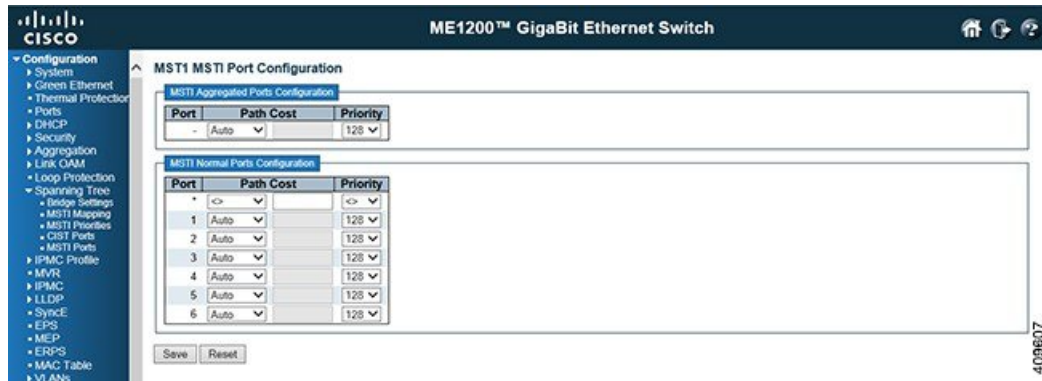 CISCO
ME1200™ GigaBit Ethernet Switch
Configuration
System
Green Ethernet
Thermal Protection
Ports
DHCP
Security
Aggregation
Link OAM
Loop Protection
Spanning Tree
Bridge Settings
MSTI Mapping
MSTI Priorities
CIST Ports
MSTI Ports
IPMC Profile
MVR
IPMC
LLDP
SyncE
EPS
MEP
ERPS
MAC Table
VLANs
MST1 MSTI Port Configuration
MSTI Aggregated Ports Configuration
Port Path Cost Priority
- Auto 128
MSTI Normal Ports Configuration
Port Path Cost Priority
* <> <>
1 Auto 128
2 Auto 128
3 Auto 128
4 Auto 128
5 Auto 128
6 Auto 128
Save Reset
409607